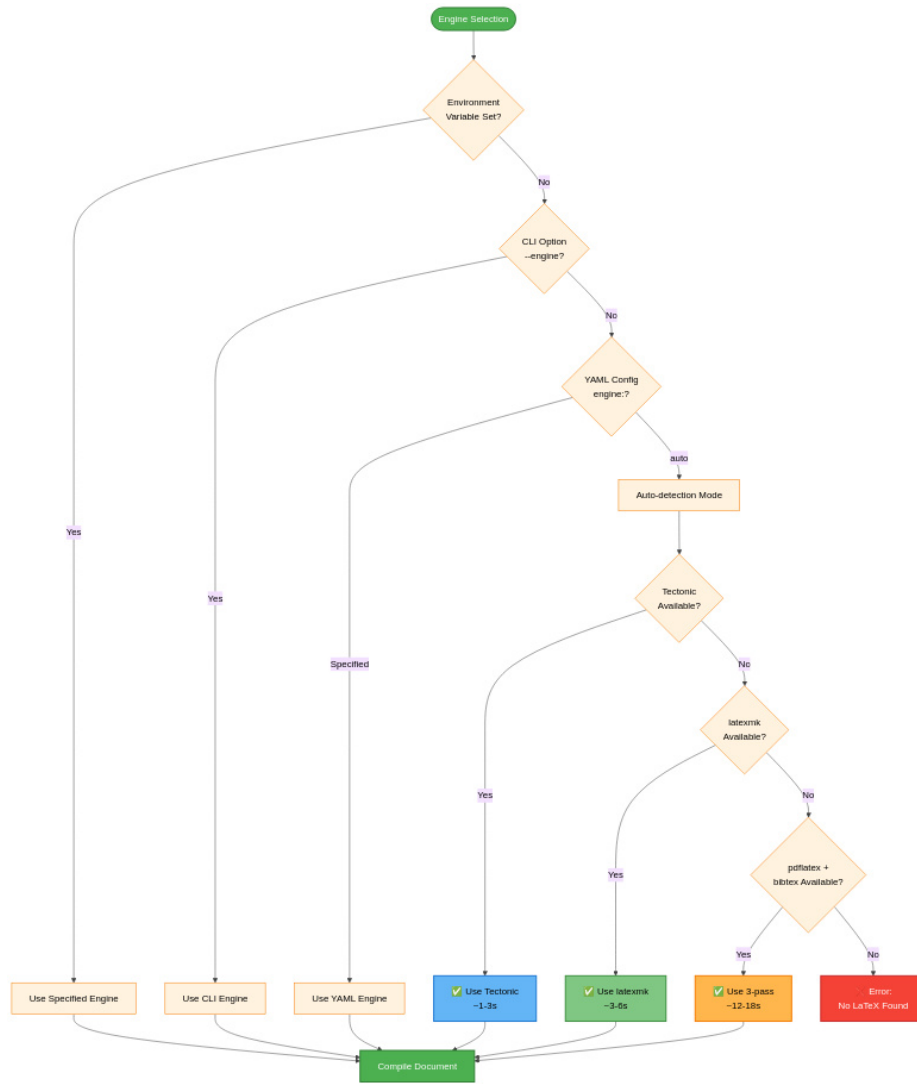 Engine Selection
Environment
Variable Set?
No
CLI Option
--engine?
No
YAML Config
engine:?
auto
Auto-detection Mode
Yes
Tectonic
Available?
Yes
Specified
No
latexmk
Available?
Yes
No
pdflatex +
bibtex Available?
Yes
Yes
No
Use Specified Engine
Use CLI Engine
Use YAML Engine
✅ Use Tectonic
~1-3s
✅ Use latexmk
~3-6s
✅ Use 3-pass
~12-18s
❌ Error:
No LaTeX Found
Compile Document